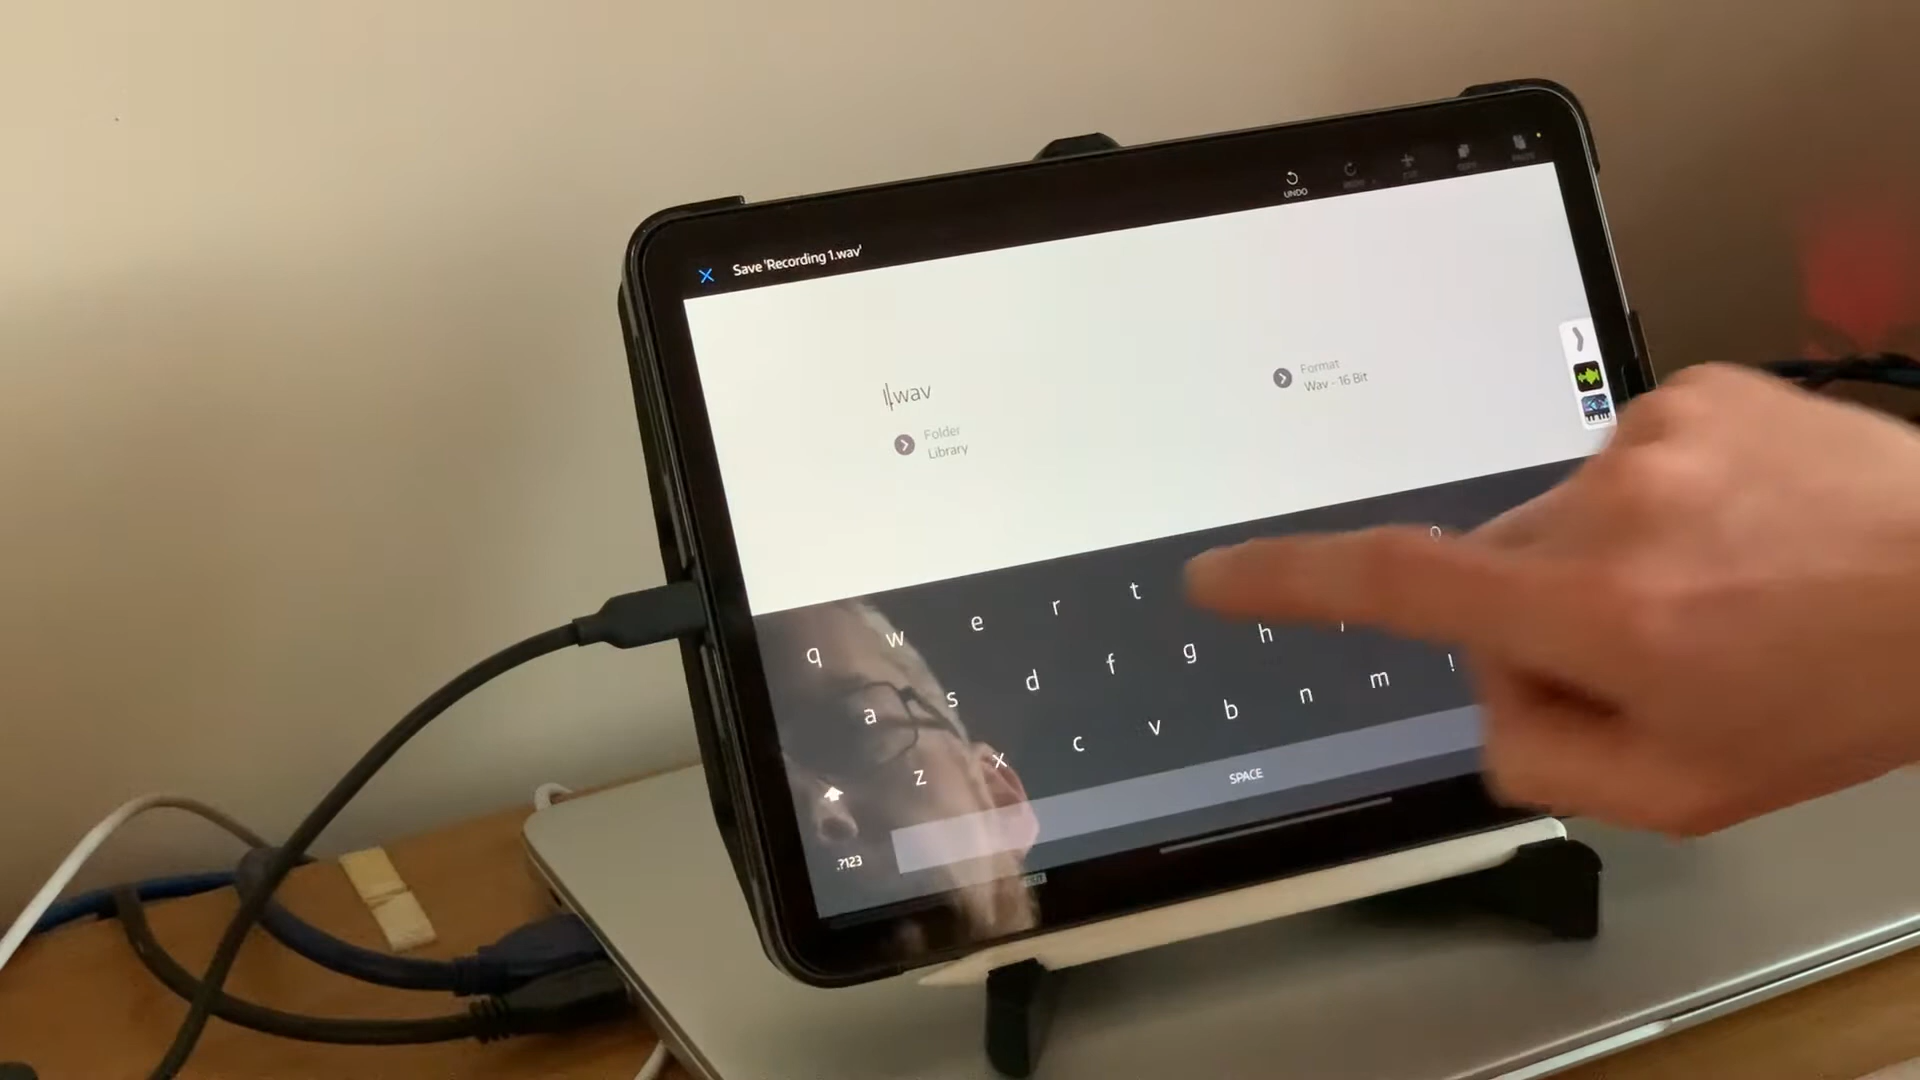 UNDO
Save 'Recording 1.wav'
.wav
Format
Wav - 16 Bit
Folder
Library
q w e r t o
a s d f g h
z x c v b n m !
.?123
SPACE